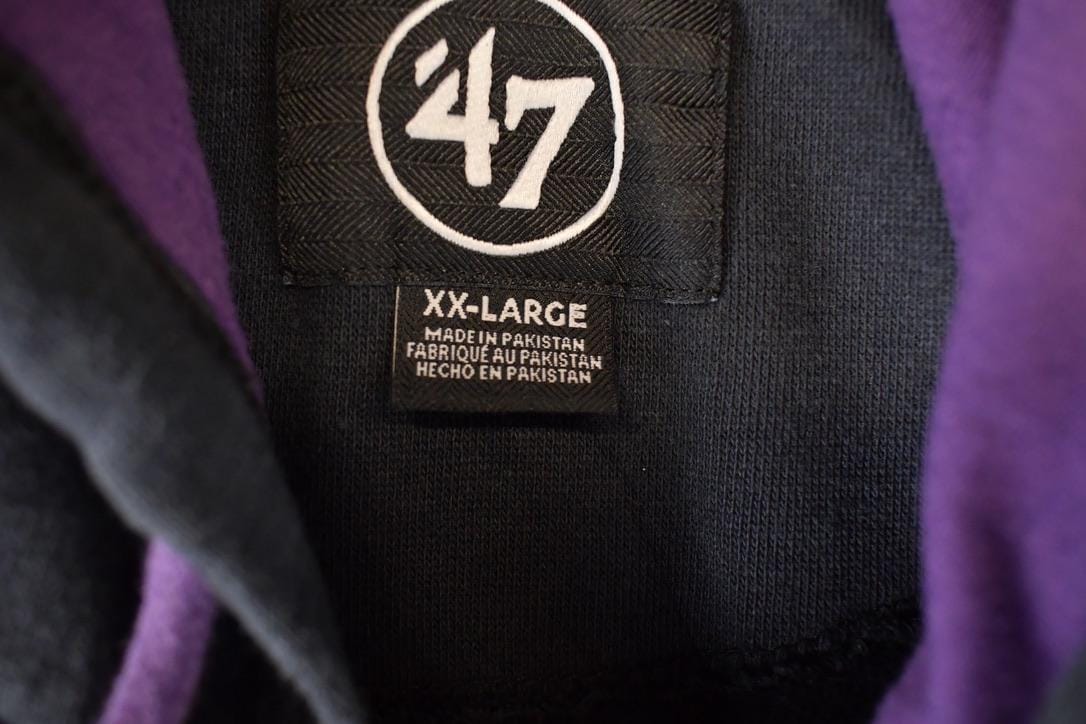 '47
XX-LARGE
MADE IN PAKISTAN
FABRIQUÉ AU PAKISTAN
HECHO EN PAKISTAN